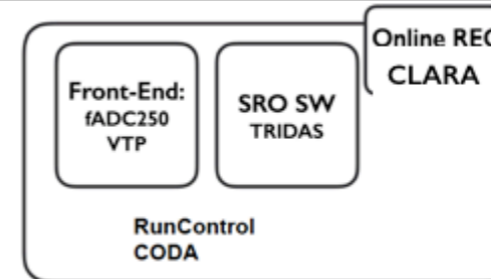 Online REC
CLARA
Front-End:
fADC250
VTP
SRO SW
TRIDAS
RunControl
CODA